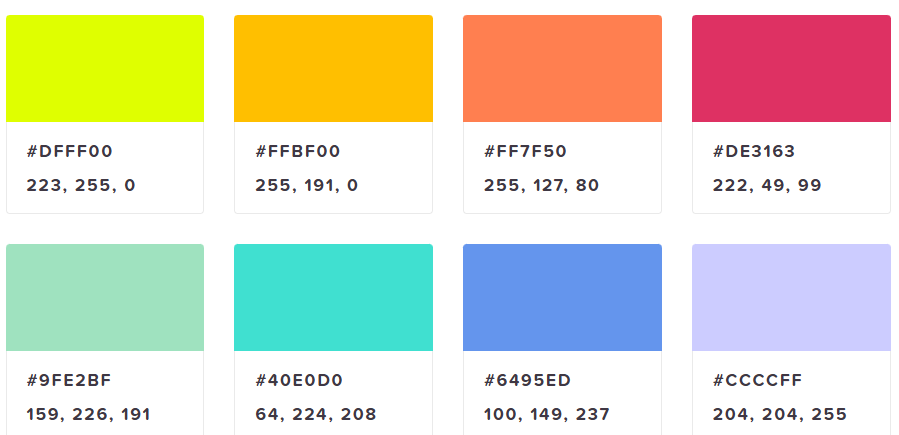 #DFFF00
223, 255, 0
#FFBF00
255, 191, 0
#FF7F50
255, 127, 80
#DE3163
222, 49, 99
#9FE2BF
159, 226, 191
#40E0D0
64, 224, 208
#6495ED
100, 149, 237
#CCCCFF
204, 204, 255